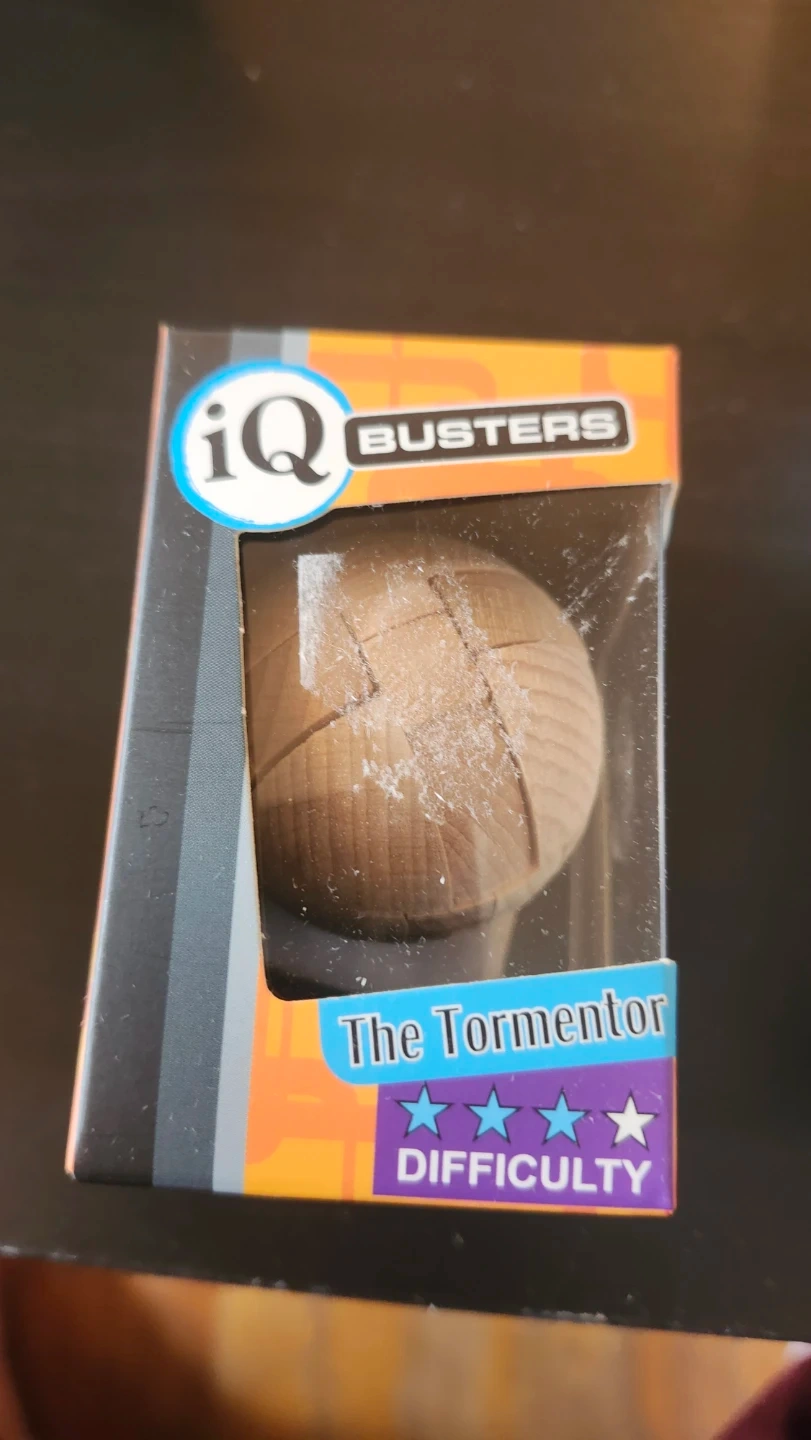 iQ BUSTERS
The Tormentor
DIFFICULTY